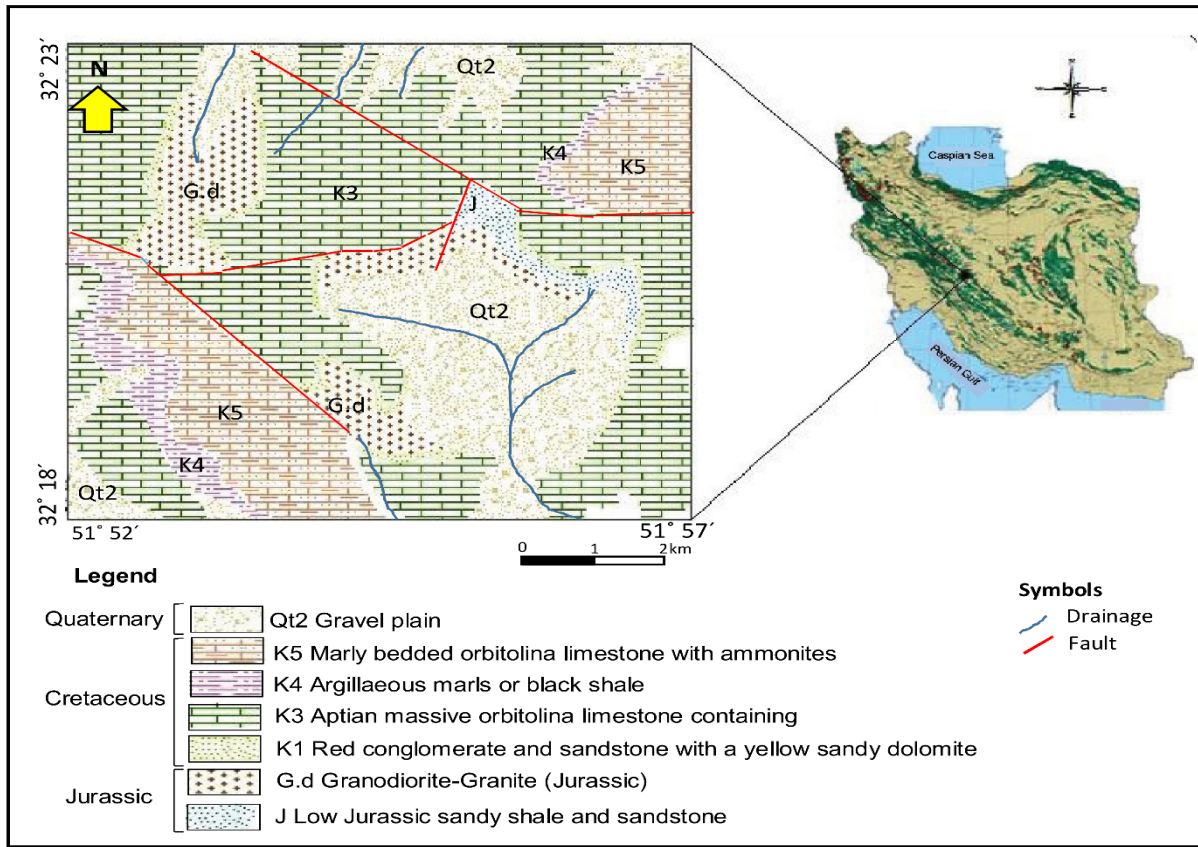 32° 23′
N
Qt2
K4
K5
G.d
K3
J
Qt2
G.d
K5
K4
Qt2
32° 18′
51° 52′
51° 57′
0 1 2 km
Caspian Sea
Persian Gulf
Legend
Quaternary
Qt2 Gravel plain
Cretaceous
K5 Marly bedded orbitolina limestone with ammonites
K4 Argillaeous marls or black shale
K3 Aptian massive orbitolina limestone containing
K1 Red conglomerate and sandstone with a yellow sandy dolomite
Jurassic
G.d Granodiorite-Granite (Jurassic)
J Low Jurassic sandy shale and sandstone
Symbols
Drainage
Fault